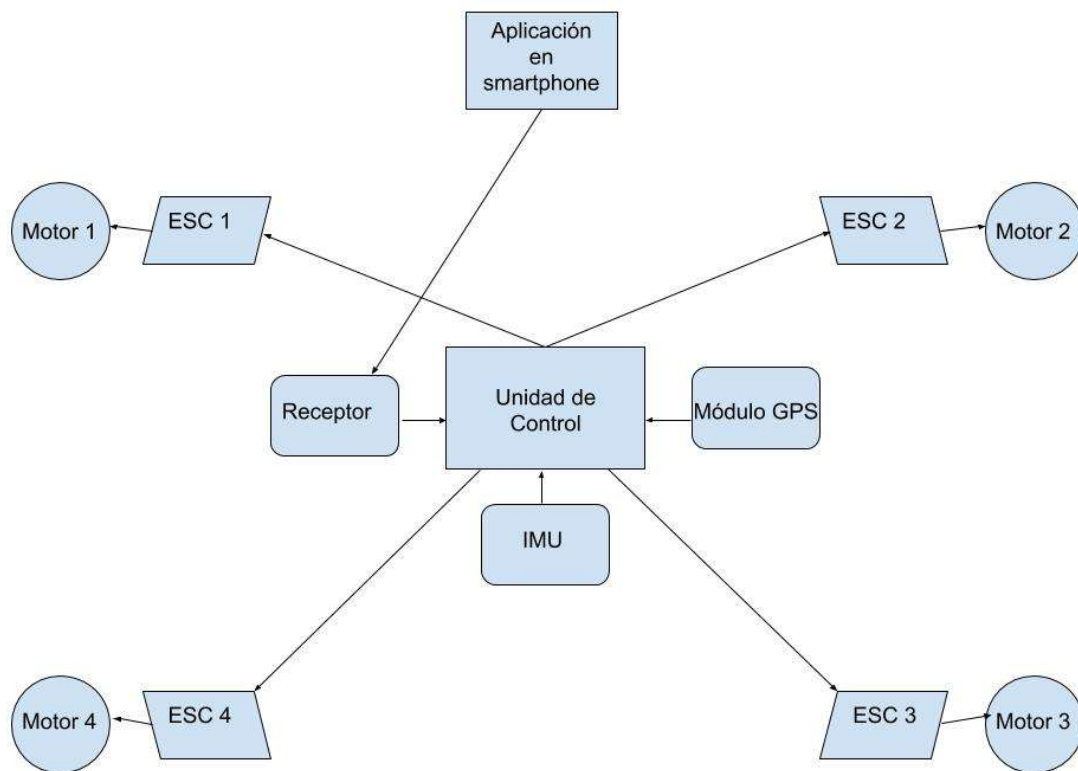 Aplicación
en
smartphone
Motor 1
ESC 1
ESC 2
Motor 2
Receptor
Unidad de
Control
Módulo GPS
IMU
Motor 4
ESC 4
ESC 3
Motor 3